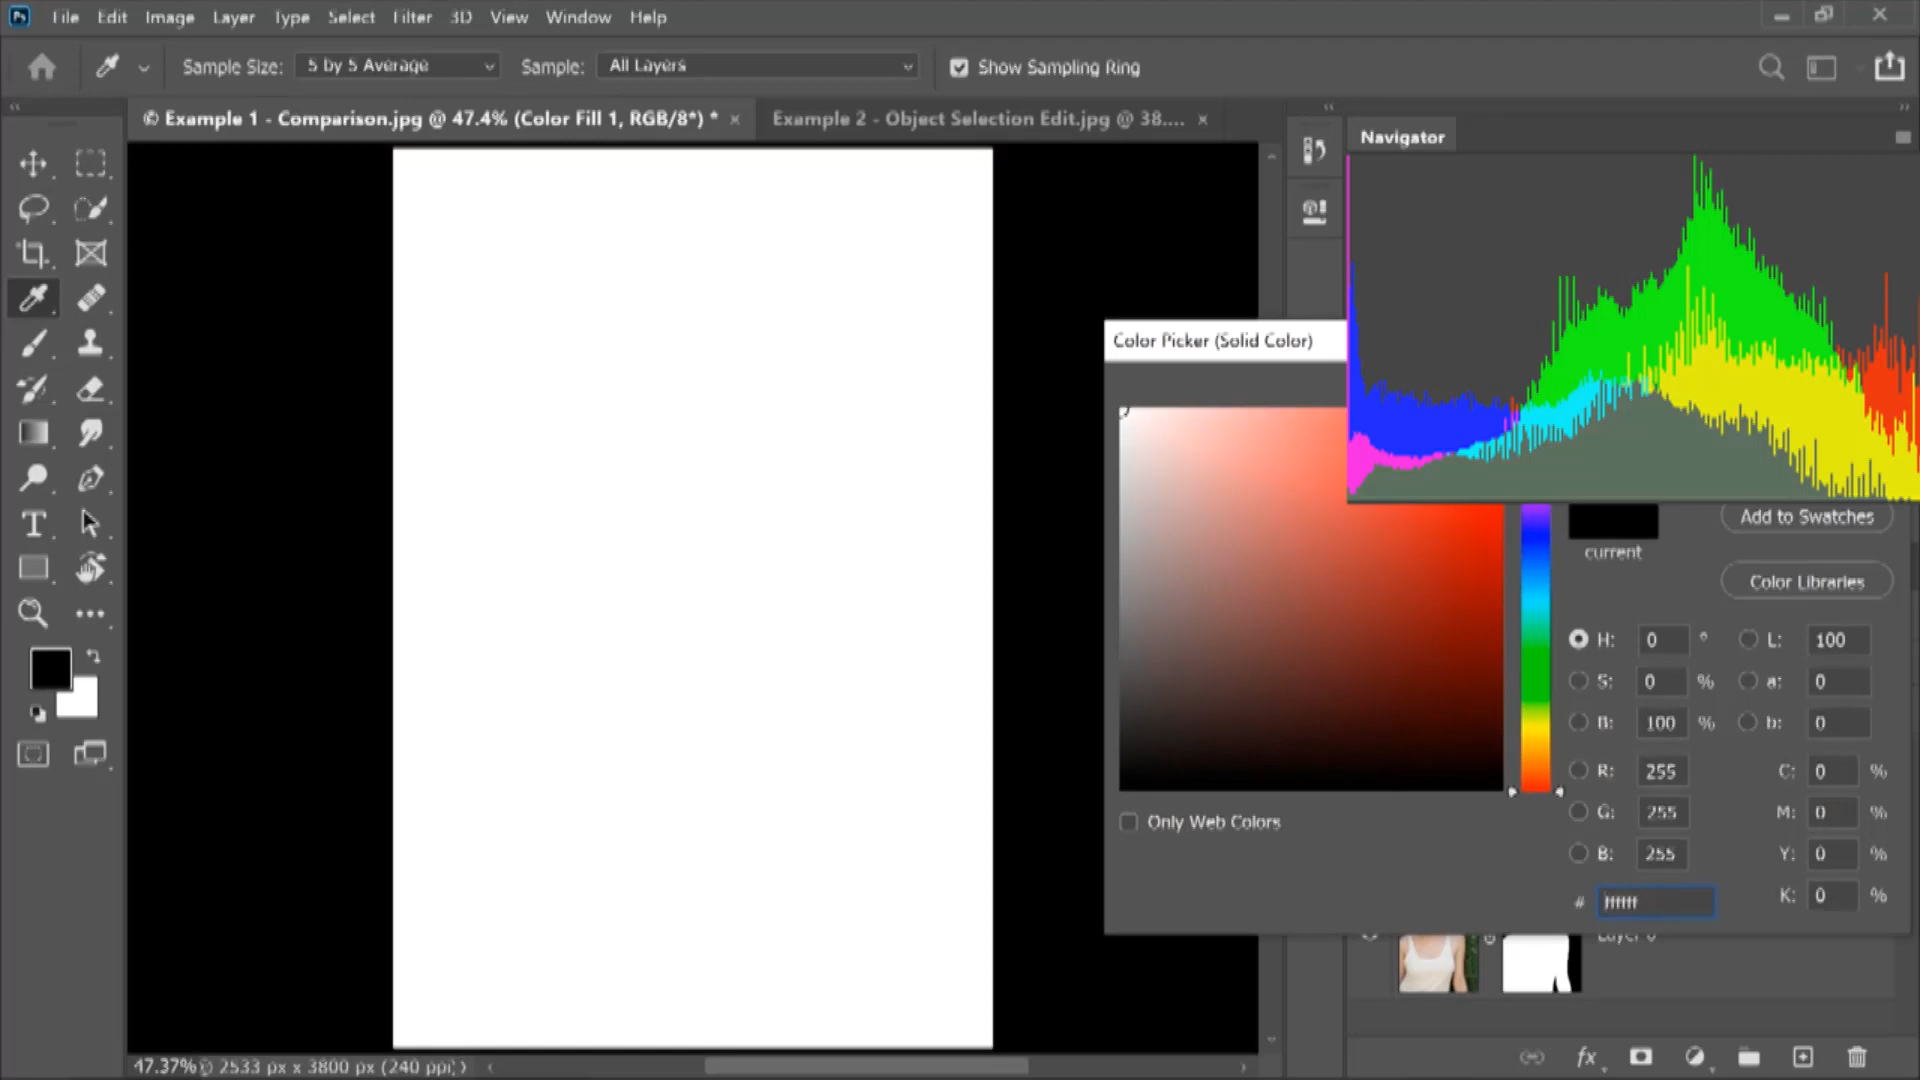 Ps File Edit Image Layer Type Select Filter 3D View Window Help
Sample Size: 5 by 5 Average Sample: All Layers Show Sampling Ring
© Example 1 - Comparison.jpg @ 47.4% (Color Fill 1, RGB/8*) * × Example 2 - Object Selection Edit.jpg @ 38.... ×
Navigator
Color Picker (Solid Color)
Add to Swatches
current
Color Libraries
H: 0 ° L: 100
S: 0 % a: 0
B: 100 % b: 0
R: 255 C: 0 %
G: 255 M: 0 %
Only Web Colors
B: 255 Y: 0 %
# ffffff K: 0 %
T
fx
47.37% 2533 px x 3800 px (240 ppi)